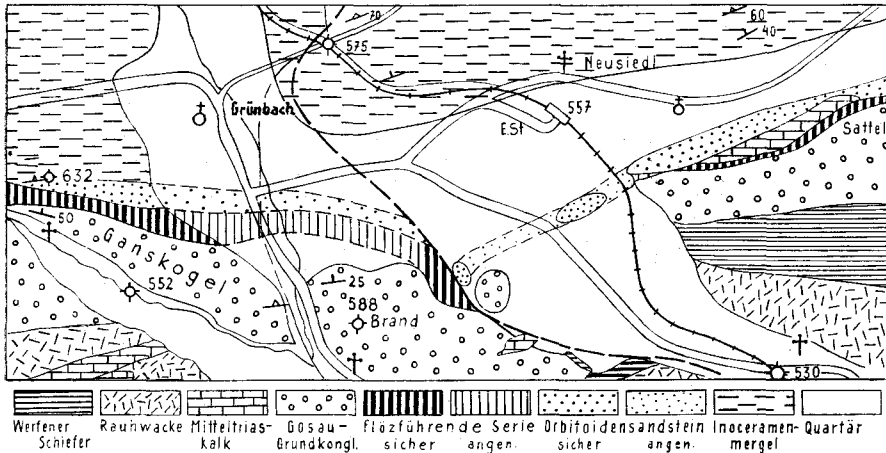 70
60
40
575
Neusiedl
557
Grünbach
E.St
Sattel
632
50
Ganskogel
552
25
588
Brand
530
Werfener Schiefer
Rauhwacke
Mitteltrias-kalk
Gosau-Grundkongl.
Flözführende Serie
sicher angen.
Orbitoidensandstein
sicher angen.
Inoceramen-mergel
Quartär